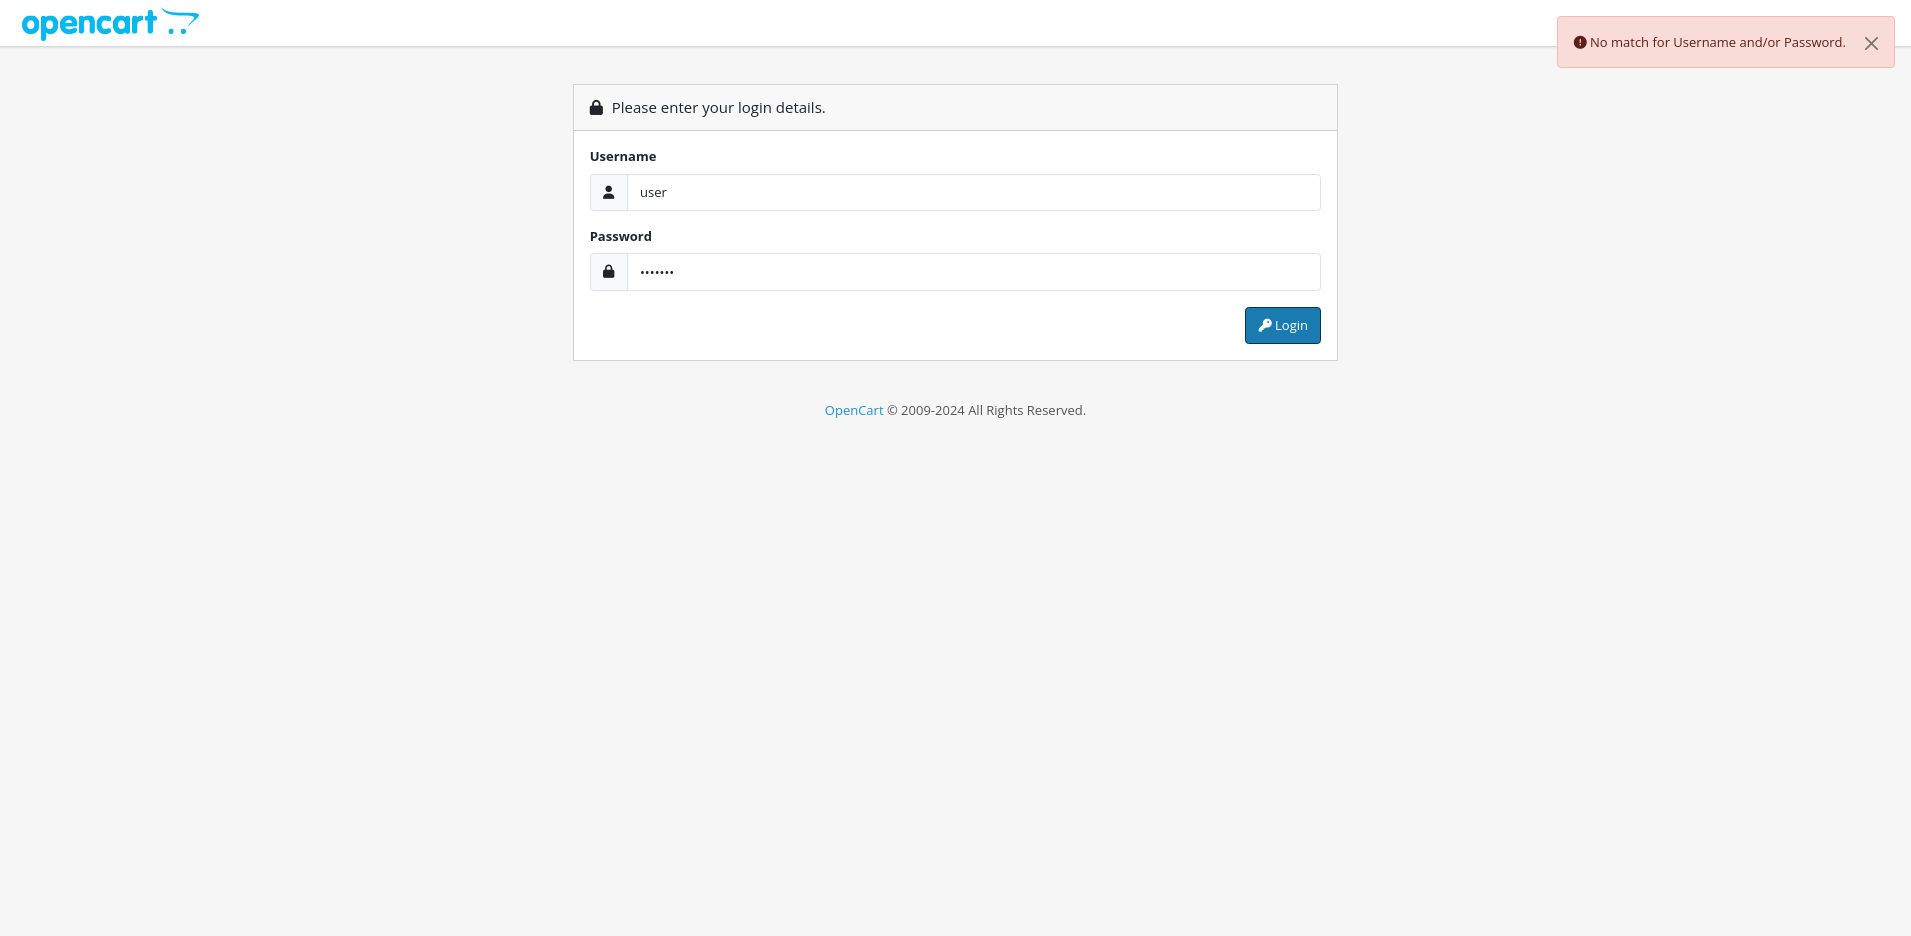 opencart
No match for Username and/or Password.
Please enter your login details.
Username
user
Password
•••••••
Login
OpenCart © 2009-2024 All Rights Reserved.